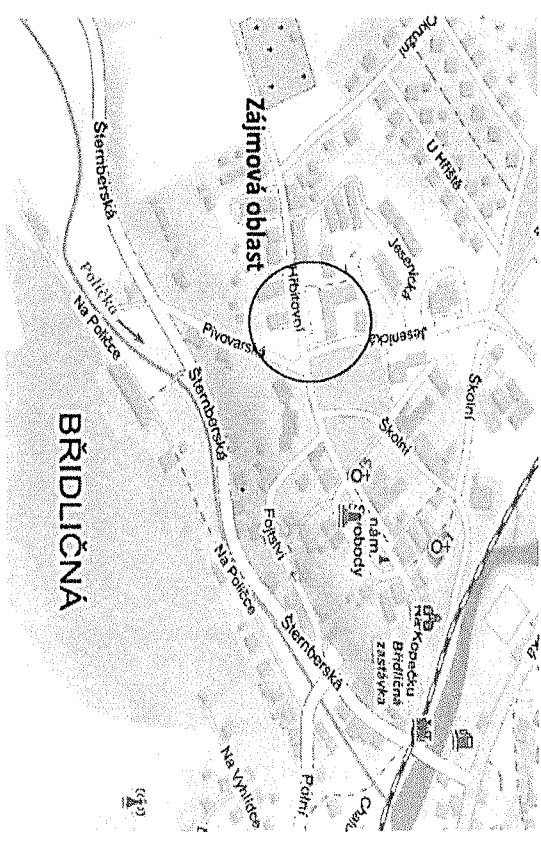 Okružní
U Hřiště
Zájmová oblast
Šternberská
Jesenická
Hřbitovní
Polička
Na Poličce
Pivovarská
Jesenická
Šternberská
Školní
Školní
BŘIDLIČNÁ
nám.
Svobody
Fojtství
Na Poličce
Na Kopečku
Břidličná
zastávka
Šternberská
Na Vyhlídce
Polní